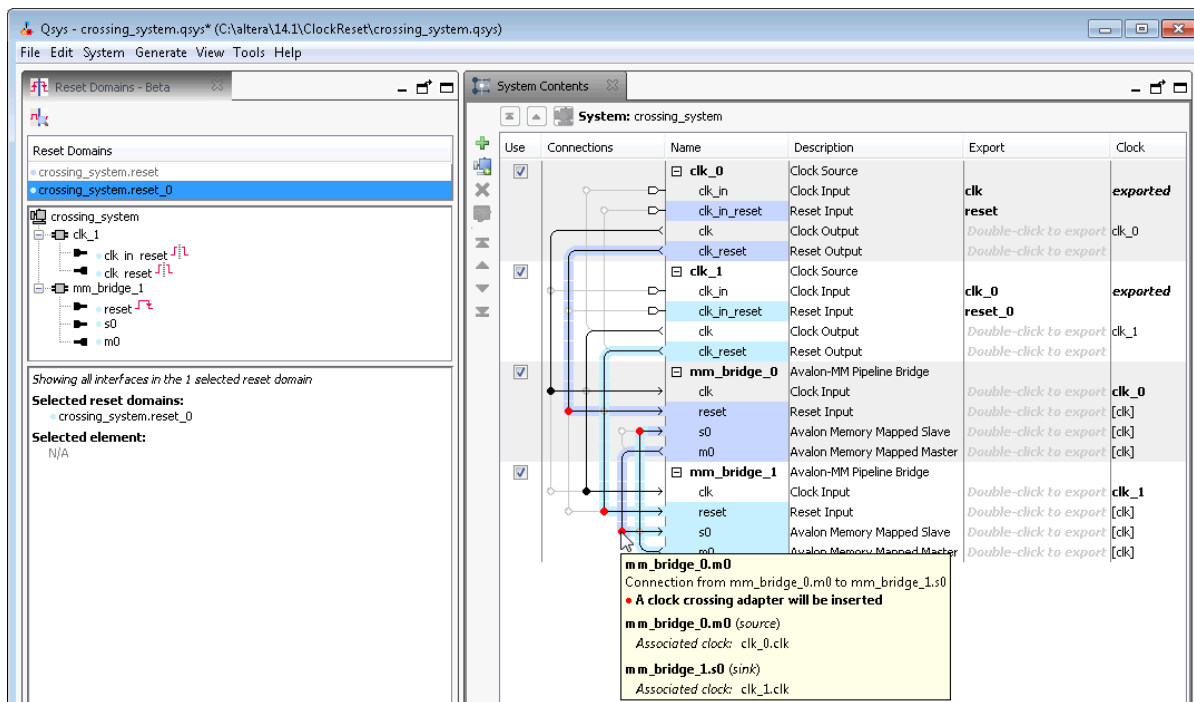 Qsys - crossing_system.qsys* (C:\altera\14.1\ClockReset\crossing_system.qsys)
File Edit System Generate View Tools Help
Reset Domains - Beta
Reset Domains
crossing_system.reset
crossing_system.reset_0
crossing_system
clk_1
clk_in_reset
clk_reset
mm_bridge_1
reset
s0
m0
Showing all interfaces in the 1 selected reset domain
Selected reset domains:
crossing_system.reset_0
Selected element:
N/A
System Contents
System: crossing_system
Use Connections Name Description Export Clock
clk_0 Clock Source
clk_in Clock Input clk exported
clk_in_reset Reset Input reset
clk Clock Output Double-click to export clk_0
clk_reset Reset Output Double-click to export
clk_1 Clock Source
clk_in Clock Input clk_0 exported
clk_in_reset Reset Input reset_0
clk Clock Output Double-click to export clk_1
clk_reset Reset Output Double-click to export
mm_bridge_0 Avalon-MM Pipeline Bridge
clk Clock Input Double-click to export clk_0
reset Reset Input Double-click to export [clk]
s0 Avalon Memory Mapped Slave Double-click to export [clk]
m0 Avalon Memory Mapped Master Double-click to export [clk]
mm_bridge_1 Avalon-MM Pipeline Bridge
clk Clock Input Double-click to export clk_1
reset Reset Input Double-click to export [clk]
s0 Avalon Memory Mapped Slave Double-click to export [clk]
m0 Avalon Memory Mapped Master Double-click to export [clk]
mm_bridge_0.m0
Connection from mm_bridge_0.m0 to mm_bridge_1.s0
• A clock crossing adapter will be inserted
mm_bridge_0.m0 (source)
Associated clock: clk_0.clk
mm_bridge_1.s0 (sink)
Associated clock: clk_1.clk